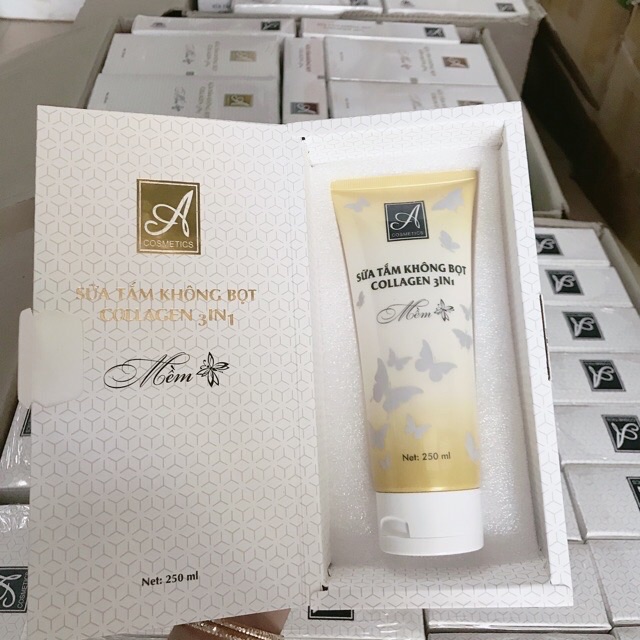 A
COSMETICS
SỮA TẮM KHÔNG BỌT
COLLAGEN 3IN1
Mềm
Net: 250 ml
A
COSMETICS
SỮA TẮM KHÔNG BỌT
COLLAGEN 3IN1
Mềm
Net: 250 ml